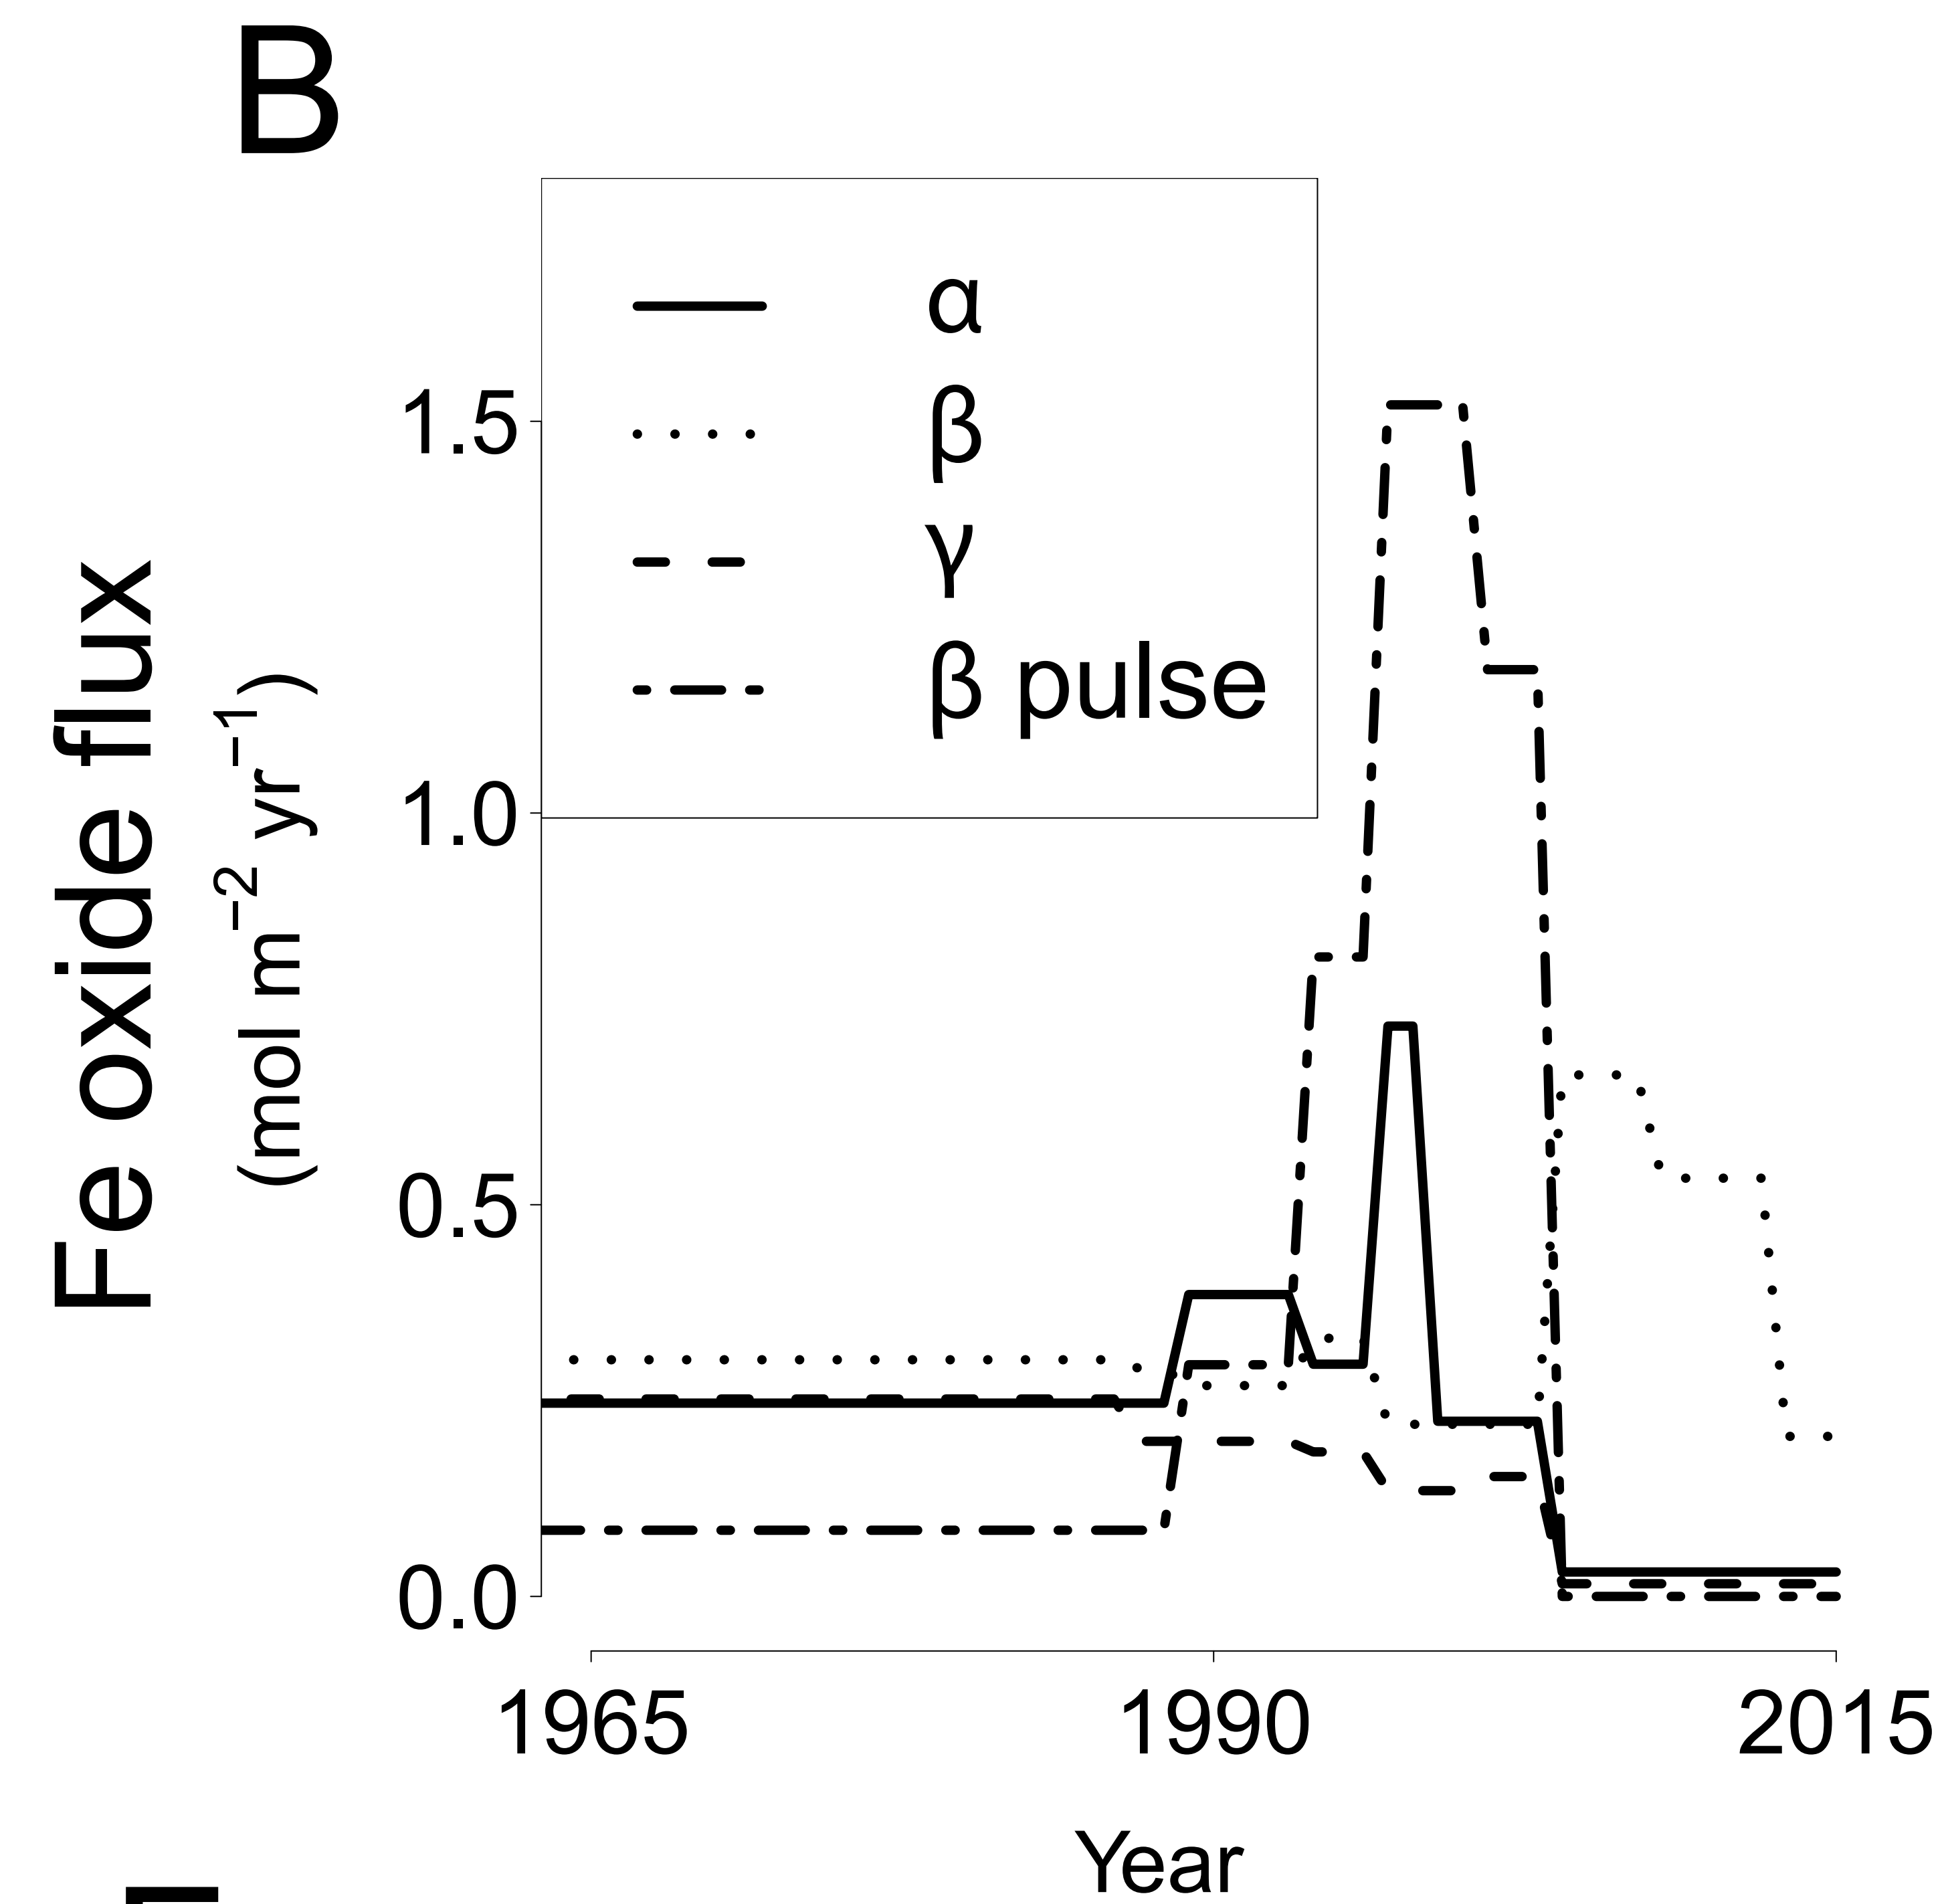 B
α
β
γ
β pulse
Fe oxide flux
(mol m⁻² yr⁻¹)
1.5
1.0
0.5
0.0
1965 1990 2015
Year